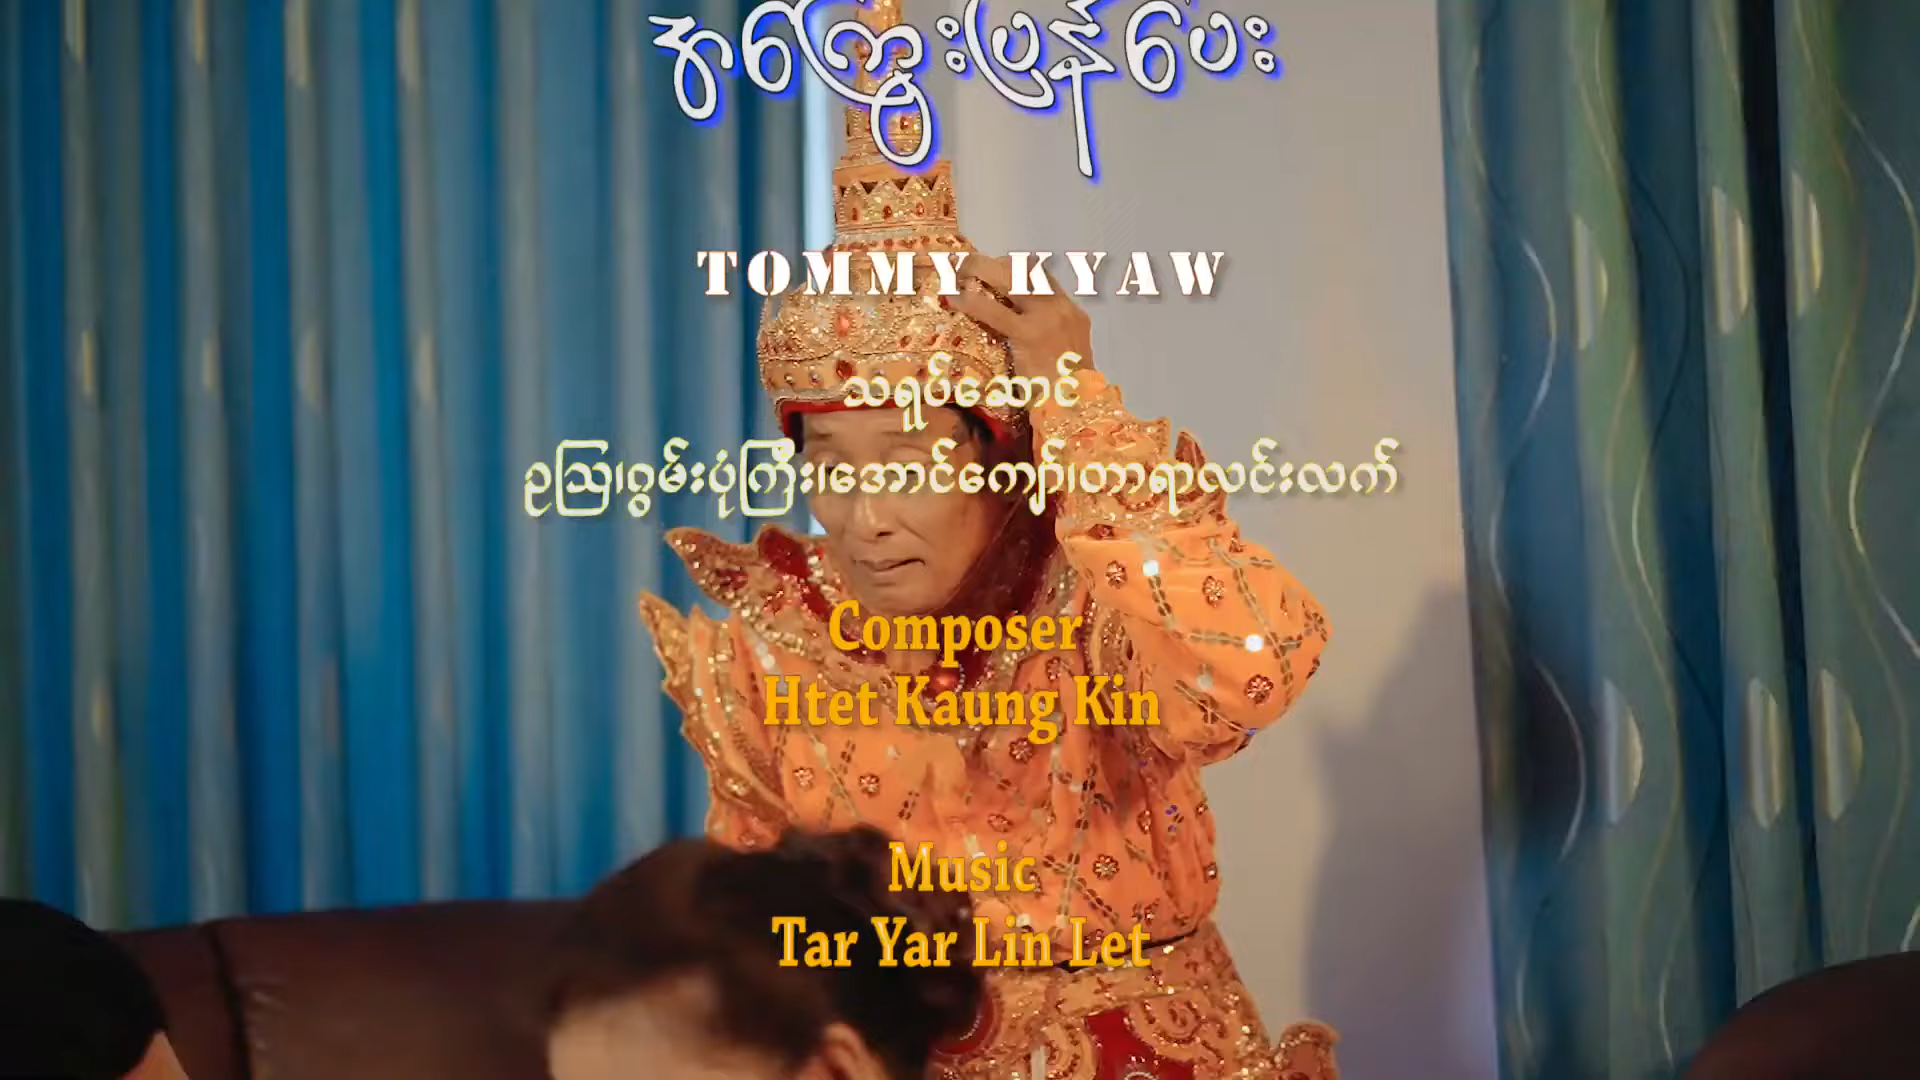 အကြွေးပြန်ပေး
TOMMY KYAW
သရုပ်ဆောင်
ဥဩ၊ဂွမ်းပုံကြီး၊အောင်ကျော်၊တာရာလင်းလက်
Composer
Htet Kaung Kin
Music
Tar Yar Lin Let